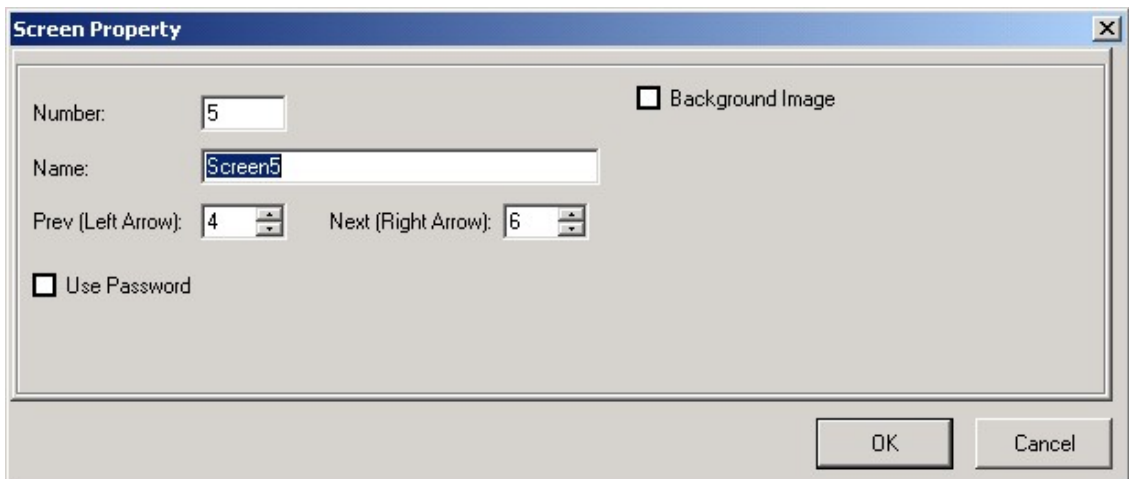 Screen Property
Number: 5
Background Image
Name: Screen5
Prev (Left Arrow): 4 Next (Right Arrow): 6
Use Password
OK Cancel